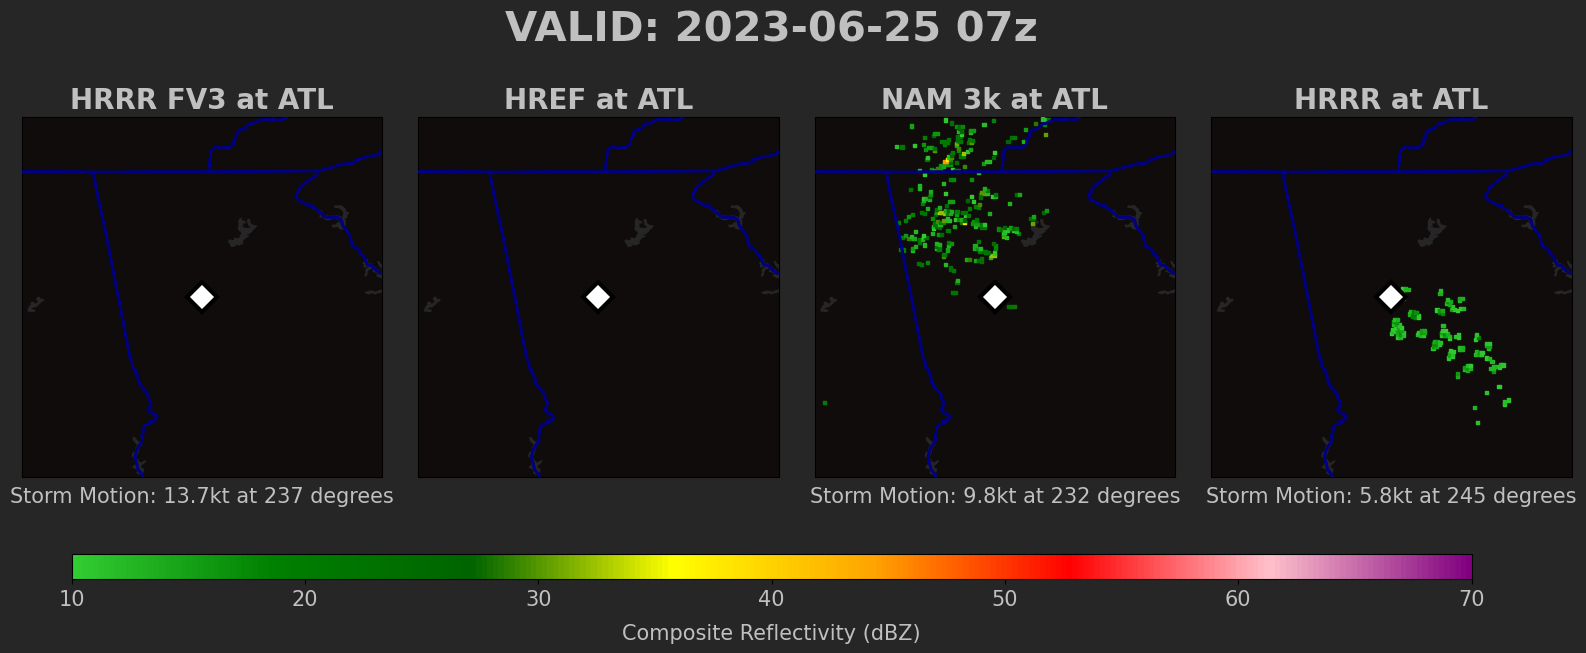 VALID: 2023-06-25 07z
HRRR FV3 at ATL
HREF at ATL
NAM 3k at ATL
HRRR at ATL
Storm Motion: 13.7kt at 237 degrees
Storm Motion: 9.8kt at 232 degrees
Storm Motion: 5.8kt at 245 degrees
10 20 30 40 50 60 70
Composite Reflectivity (dBZ)